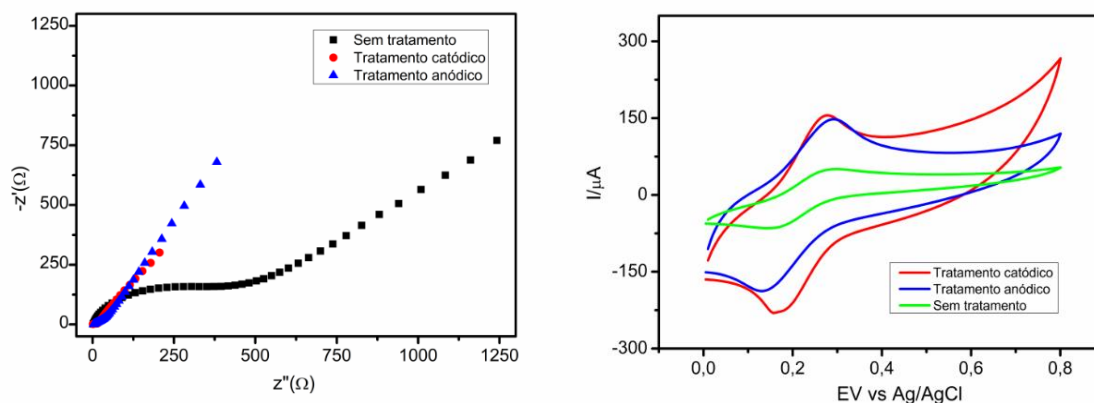 1250
1000
750
500
250
0
-z'(Ω)
Sem tratamento
Tratamento catódico
Tratamento anódico
0 250 500 750 1000 1250
z"(Ω)
300
150
0
-150
-300
I/µA
Tratamento catódico
Tratamento anódico
Sem tratamento
0,0 0,2 0,4 0,6 0,8
EV vs Ag/AgCl